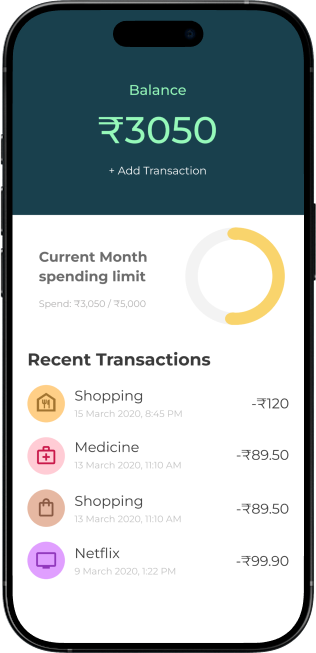 Balance
₹3050
+ Add Transaction
Current Month
spending limit
Spend: ₹3,050 / ₹5,000
Recent Transactions
Shopping
15 March 2020, 8:45 PM
-₹120
Medicine
13 March 2020, 11:10 AM
-₹89.50
Shopping
13 March 2020, 11:10 AM
-₹89.50
Netflix
9 March 2020, 1:22 PM
-₹99.90